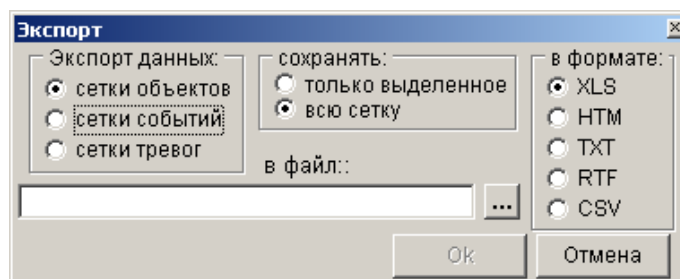 Экспорт
Экспорт данных:
сетки объектов
сетки событий
сетки тревог
сохранять:
только выделенное
всю сетку
в формате:
XLS
HTM
TXT
RTF
CSV
в файл::
...
Ok
Отмена